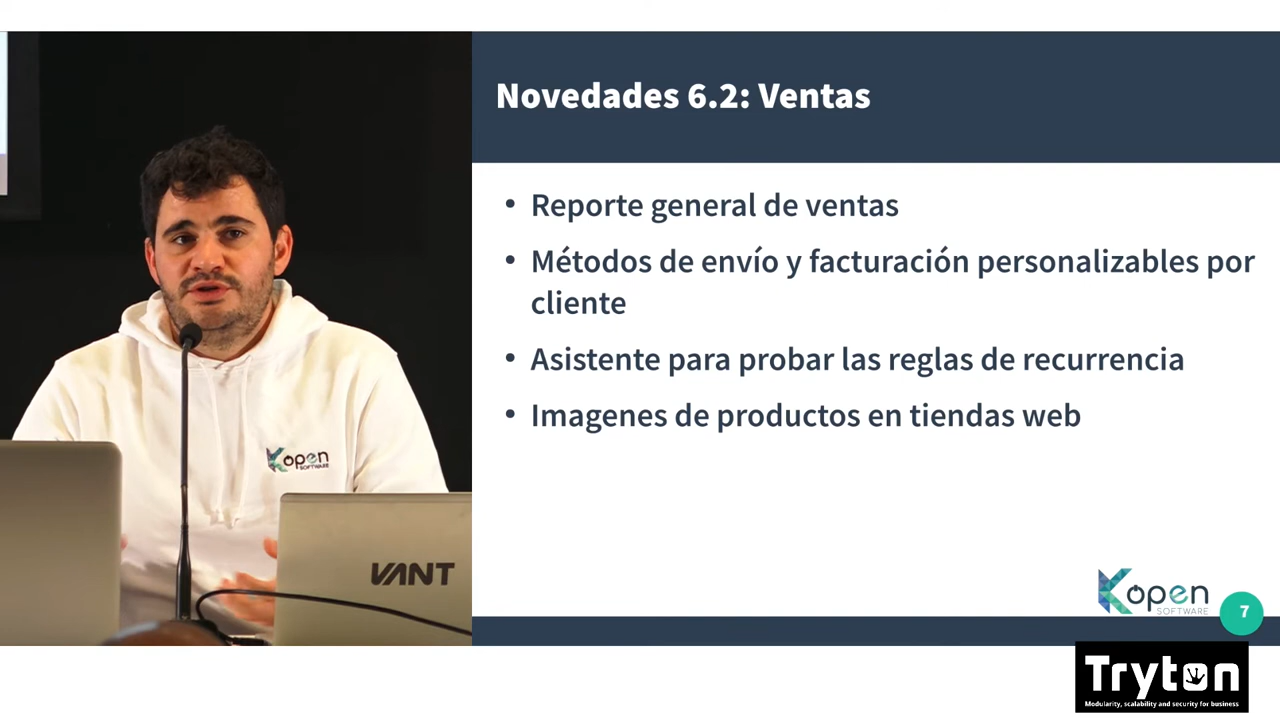 Novedades 6.2: Ventas
• Reporte general de ventas
• Métodos de envío y facturación personalizables por
cliente
• Asistente para probar las reglas de recurrencia
• Imagenes de productos en tiendas web
Kopen
SOFTWARE
VANT
Kopen
SOFTWARE
7
Tryton
Modularity, scalability and security for business